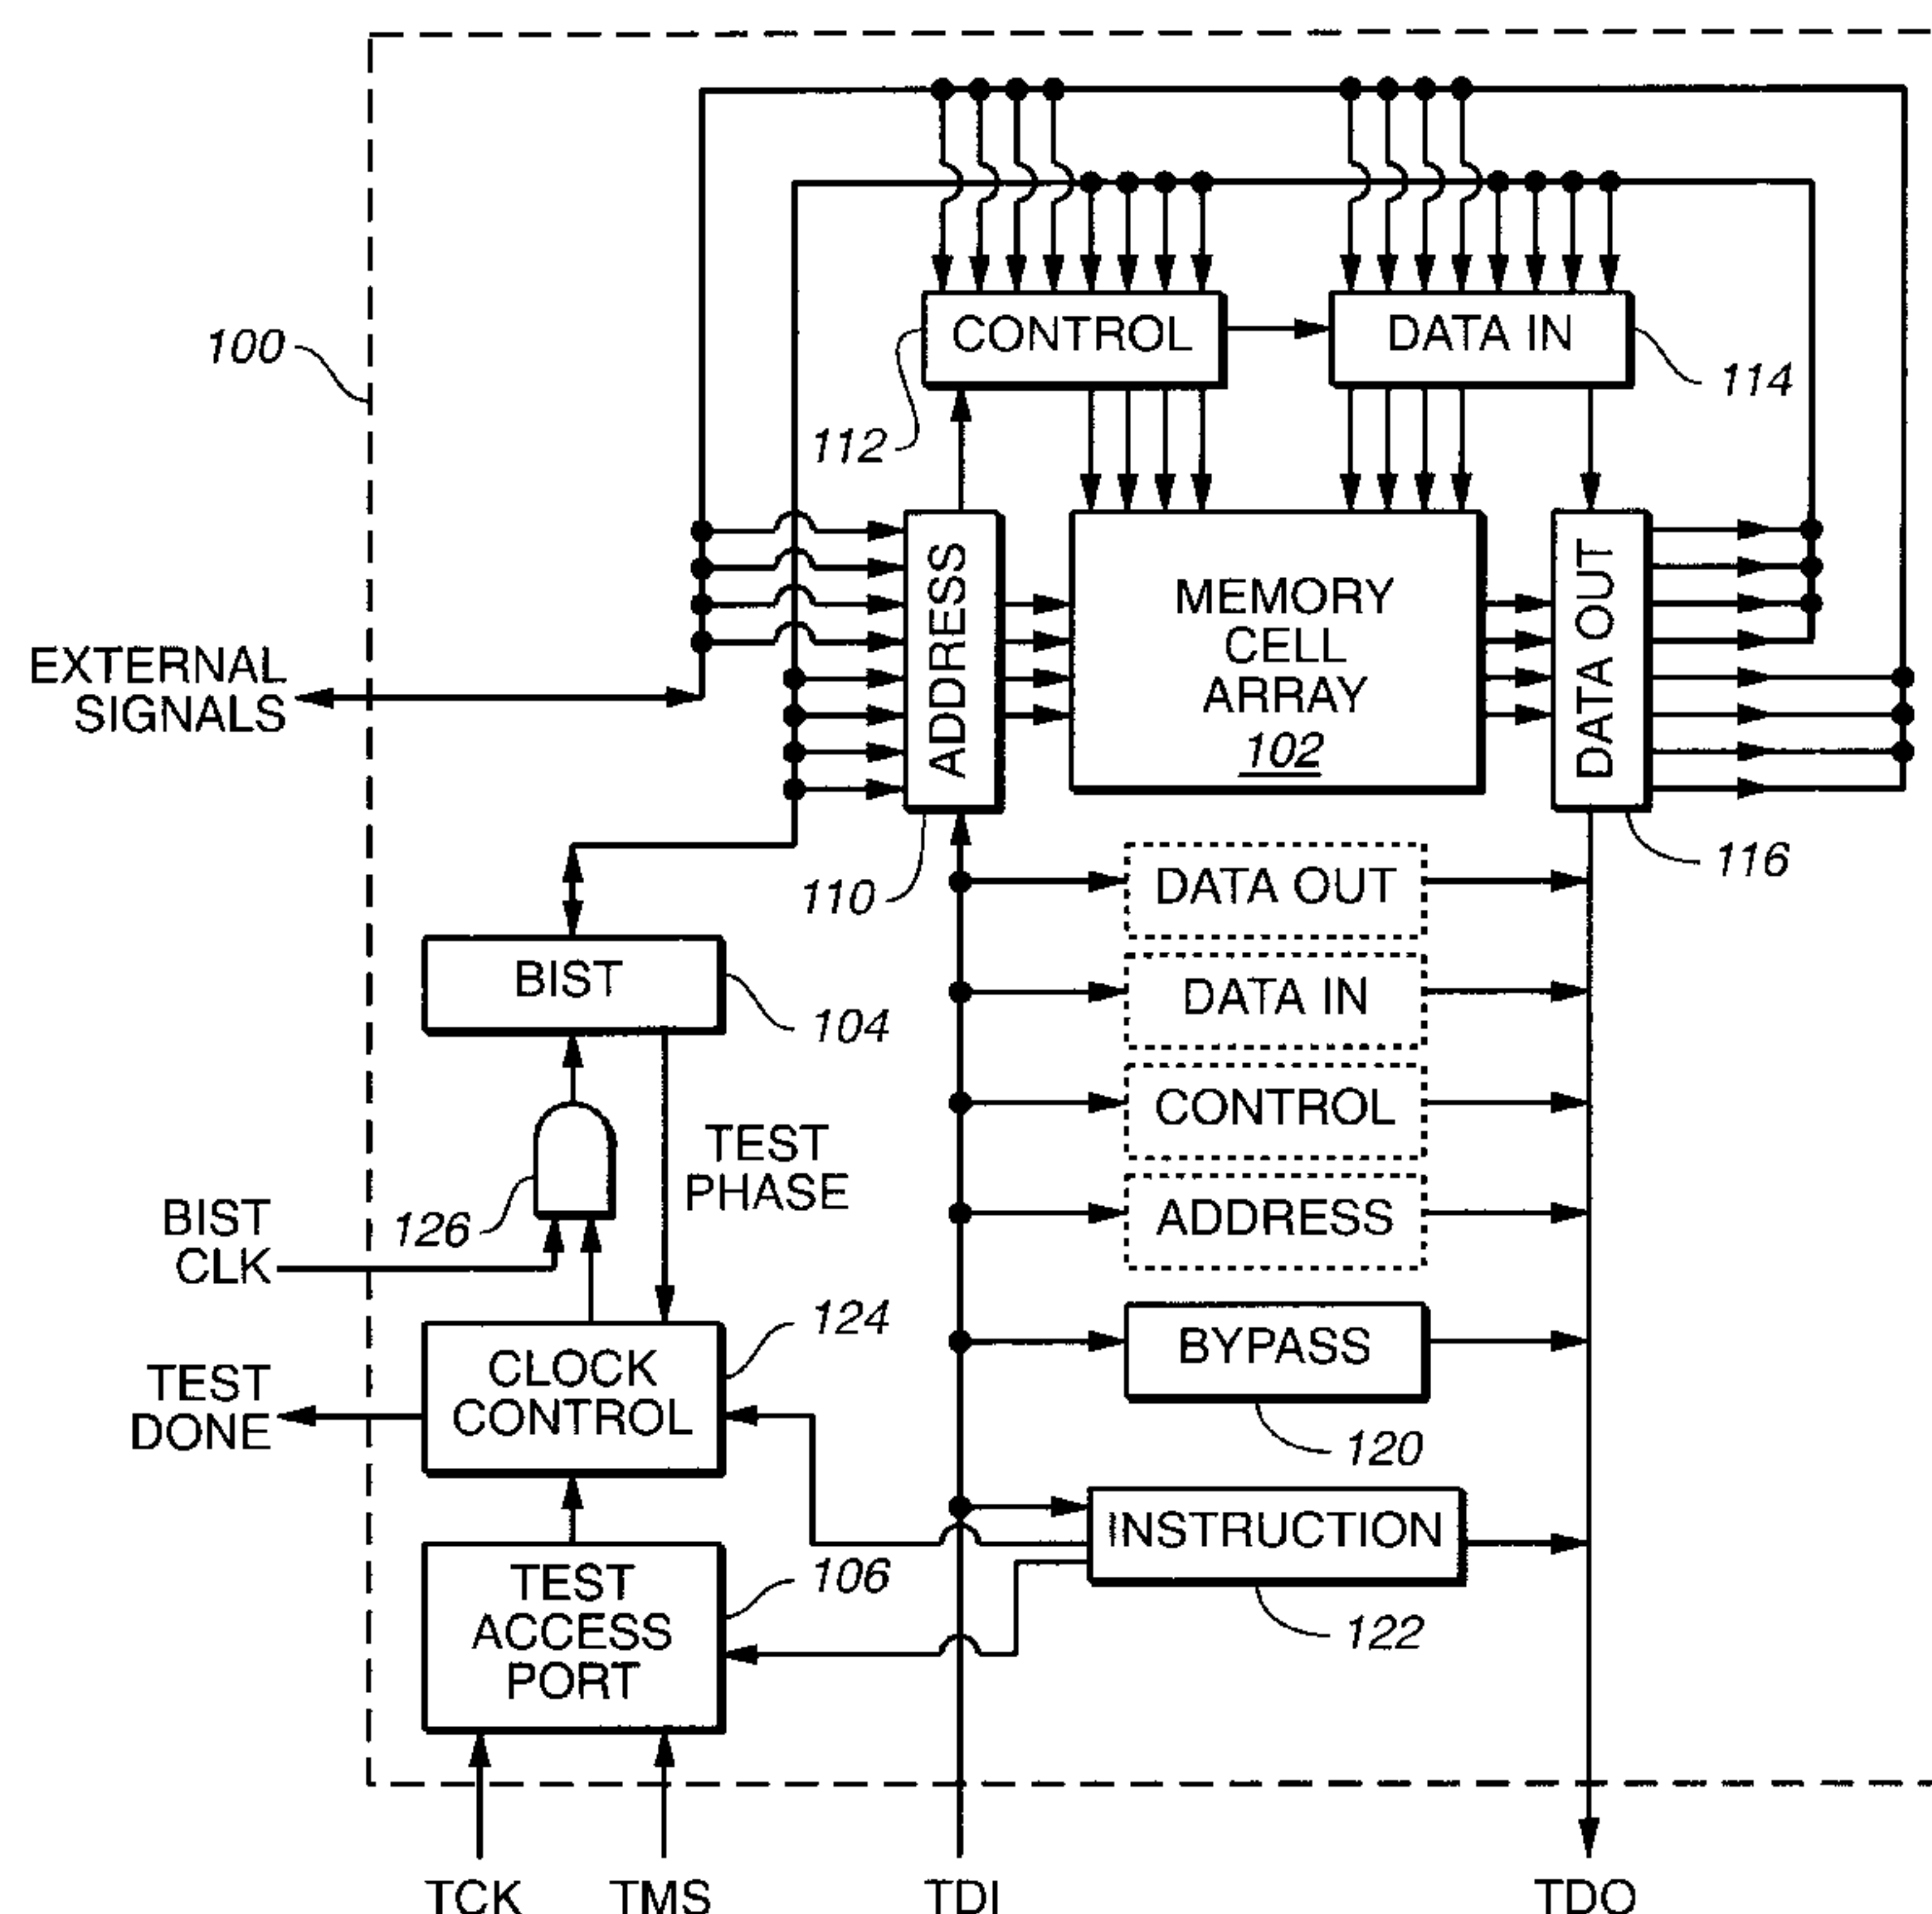 100
CONTROL
DATA IN
114
112
ADDRESS
MEMORY
CELL
ARRAY
102
DATA OUT
EXTERNAL
SIGNALS
110
116
DATA OUT
DATA IN
CONTROL
ADDRESS
BIST
104
TEST
PHASE
126
BIST
CLK
124
CLOCK
CONTROL
TEST
DONE
BYPASS
120
INSTRUCTION
122
106
TEST
ACCESS
PORT
TCK
TMS
TDI
TDO